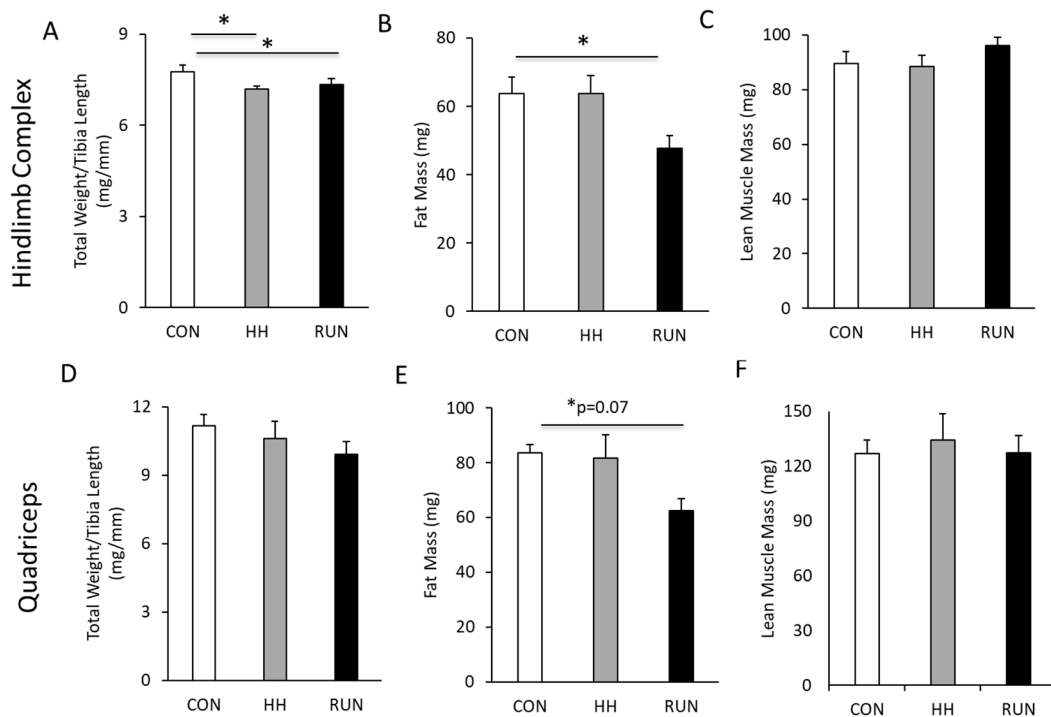 Hindlimb Complex
A
Total Weight/Tibia Length
(mg/mm)
9
6
3
0
*
*
CON HH RUN
B
Fat Mass (mg)
80
60
40
20
0
*
CON HH RUN
C
Lean Muscle Mass (mg)
100
80
60
40
20
0
CON HH RUN
Quadriceps
D
Total Weight/Tibia Length
(mg/mm)
12
9
6
3
0
CON HH RUN
E
Fat Mass (mg)
100
80
60
40
20
0
*p=0.07
CON HH RUN
F
Lean Muscle Mass (mg)
150
120
90
60
30
0
CON HH RUN